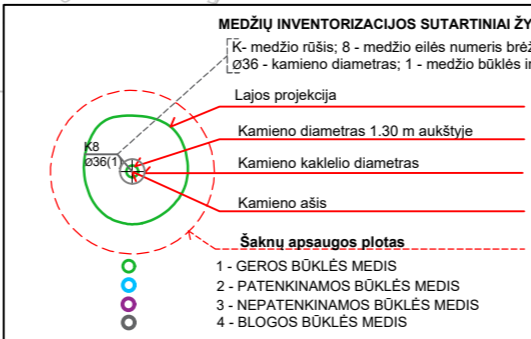 MEDŽIŲ INVENTORIZACIJOS SUTARTINIAI
K- medžio rūšis; 8 - medžio eilės numeris
Ø36 - kamieno diametras; 1 - medžio būklės
Lajos projekcija
Kamieno diametras 1.30 m aukštyje
K8
Ø36(1)
Kamieno kaklelio diametras
Kamieno ašis
Šaknų apsaugos plotas
1 - GEROS BŪKLĖS MEDIS
2 - PATENKINAMOS BŪKLĖS MEDIS
3 - NEPATENKINAMOS BŪKLĖS MEDIS
4 - BLOGOS BŪKLĖS MEDIS